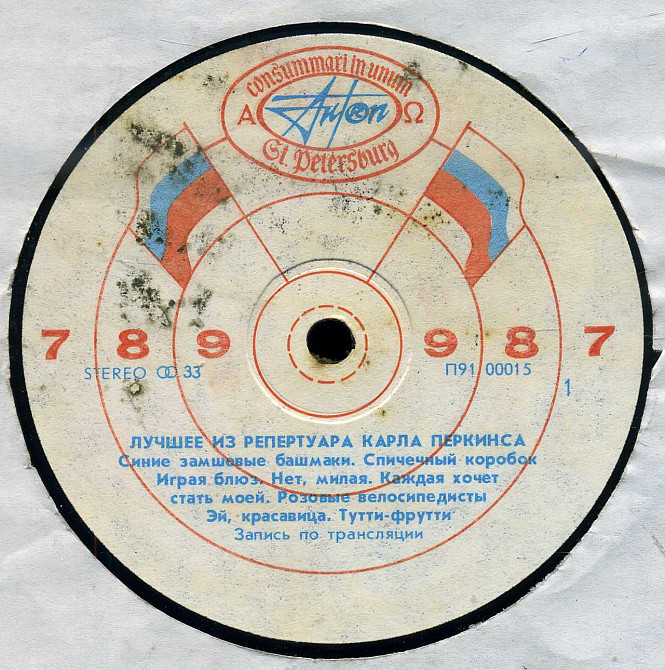 consummari in unum
Α Anton Ω
St. Petersburg
7 8 9 9 8 7
STEREO ꝏ 33 П91 00015
1
ЛУЧШЕЕ ИЗ РЕПЕРТУАРА КАРЛА ПЕРКИНСА
Синие замшевые башмаки. Спичечный коробок
Играя блюз. Нет, милая. Каждая хочет
стать моей. Розовые велосипедисты
Эй, красавица. Тутти-фрутти
Запись по трансляции